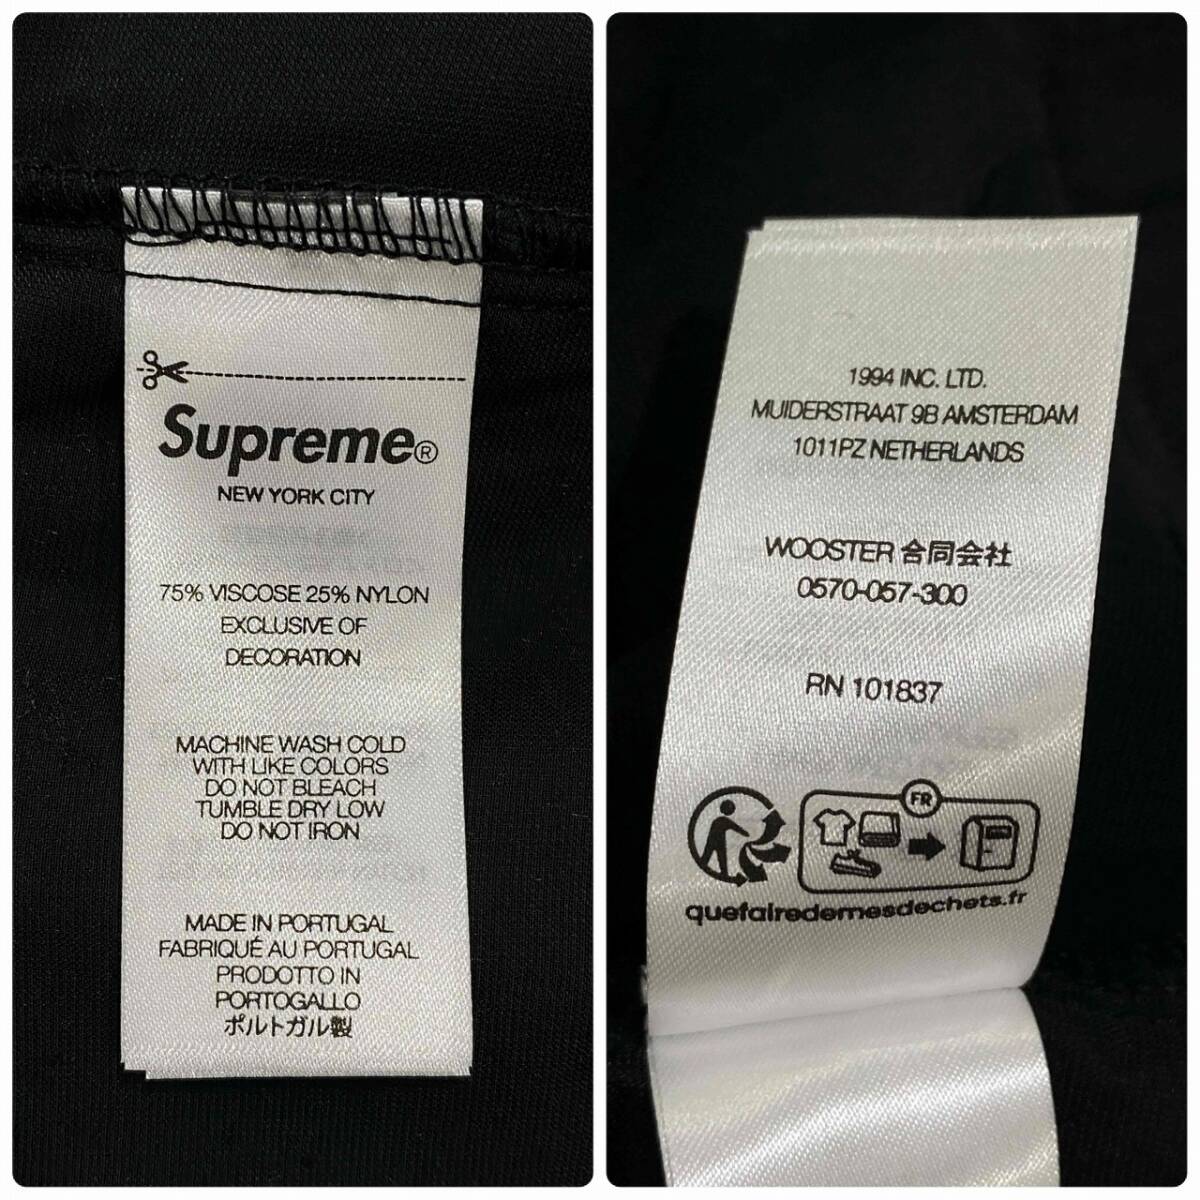 Supreme®
NEW YORK CITY
75% VISCOSE 25% NYLON
EXCLUSIVE OF
DECORATION
MACHINE WASH COLD
WITH LIKE COLORS
DO NOT BLEACH
TUMBLE DRY LOW
DO NOT IRON
MADE IN PORTUGAL
FABRIQUÉ AU PORTUGAL
PRODOTTO IN
PORTOGALLO
ポルトガル製
1994 INC. LTD.
MUIDERSTRAAT 9B AMSTERDAM
1011PZ NETHERLANDS
WOOSTER 合同会社
0570-057-300
RN 101837
FR
quefairedemesdechets.fr